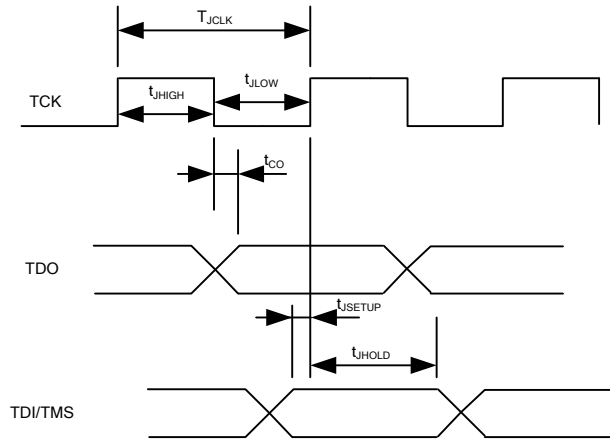 TJCLK
TCK
tJHIGH
tJLOW
tCO
TDO
tJSETUP
tJHOLD
TDI/TMS